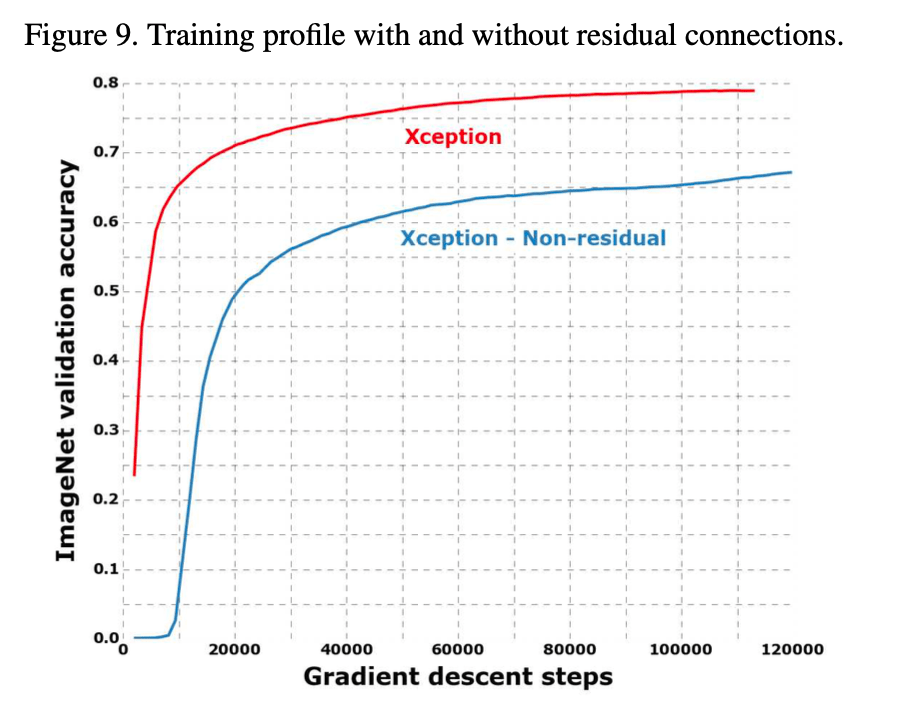 Figure 9. Training profile with and without residual connections.
0.8
0.7
0.6
0.5
0.4
0.3
0.2
0.1
0.0
ImageNet validation accuracy
Xception
Xception - Non-residual
0 20000 40000 60000 80000 100000 120000
Gradient descent steps